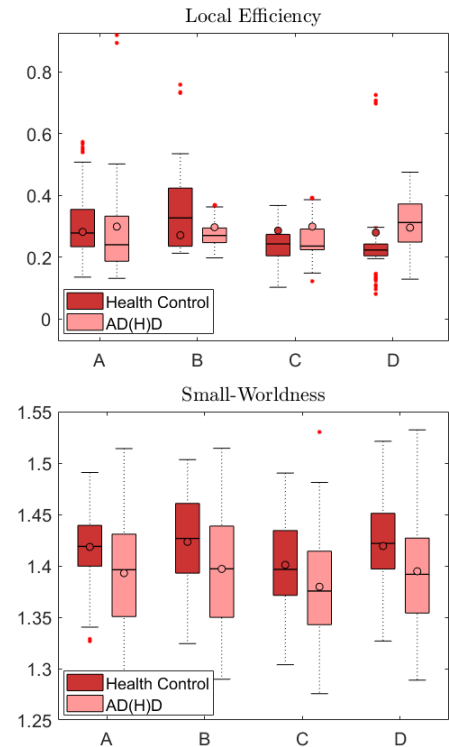 Local Efficiency
0.8
0.6
0.4
0.2
0
Health Control
AD(H)D
A B C D
Small-Worldness
1.55
1.5
1.45
1.4
1.35
1.3
1.25
Health Control
AD(H)D
A B C D